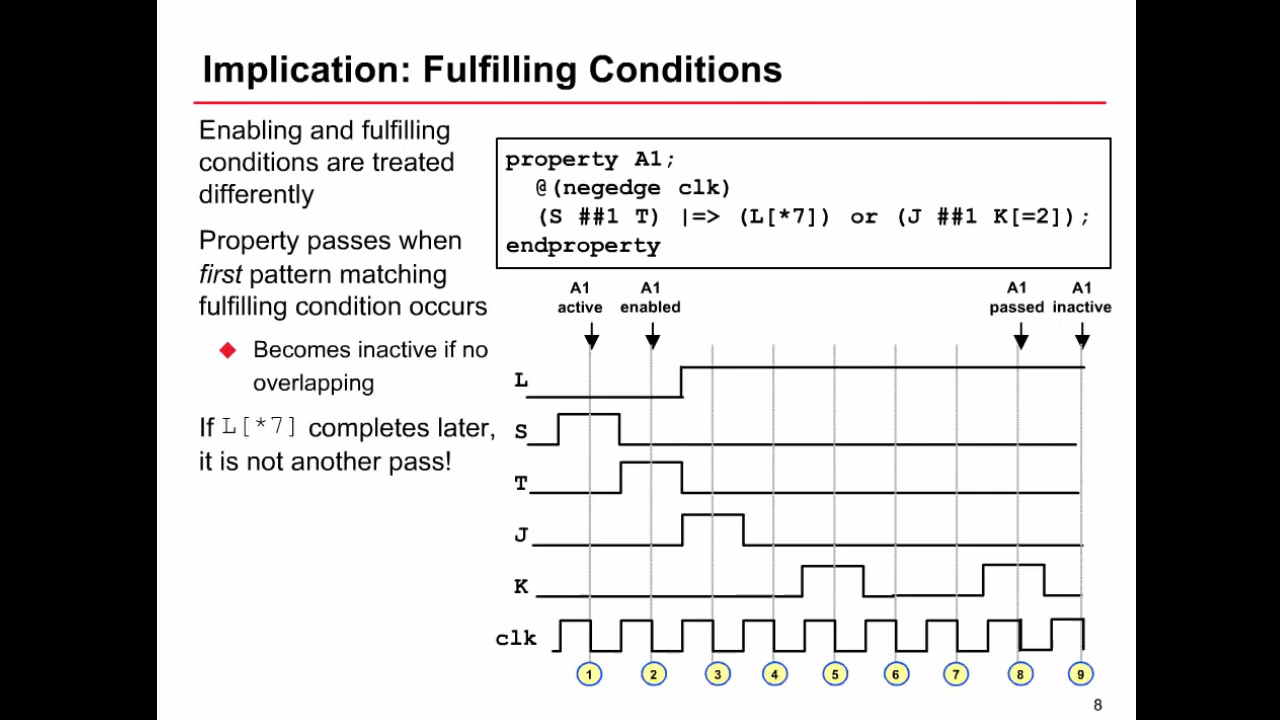 Implication: Fulfilling Conditions
Enabling and fulfilling
conditions are treated
differently
Property passes when
first pattern matching
fulfilling condition occurs
Becomes inactive if no
overlapping
If L[*7] completes later,
it is not another pass!
property A1;
@(negedge clk)
(S ##1 T) |=> (L[*7]) or (J ##1 K[=2]);
endproperty
A1 A1 A1 A1
active enabled passed inactive
L
S
T
J
K
clk
1 2 3 4 5 6 7 8 9
8